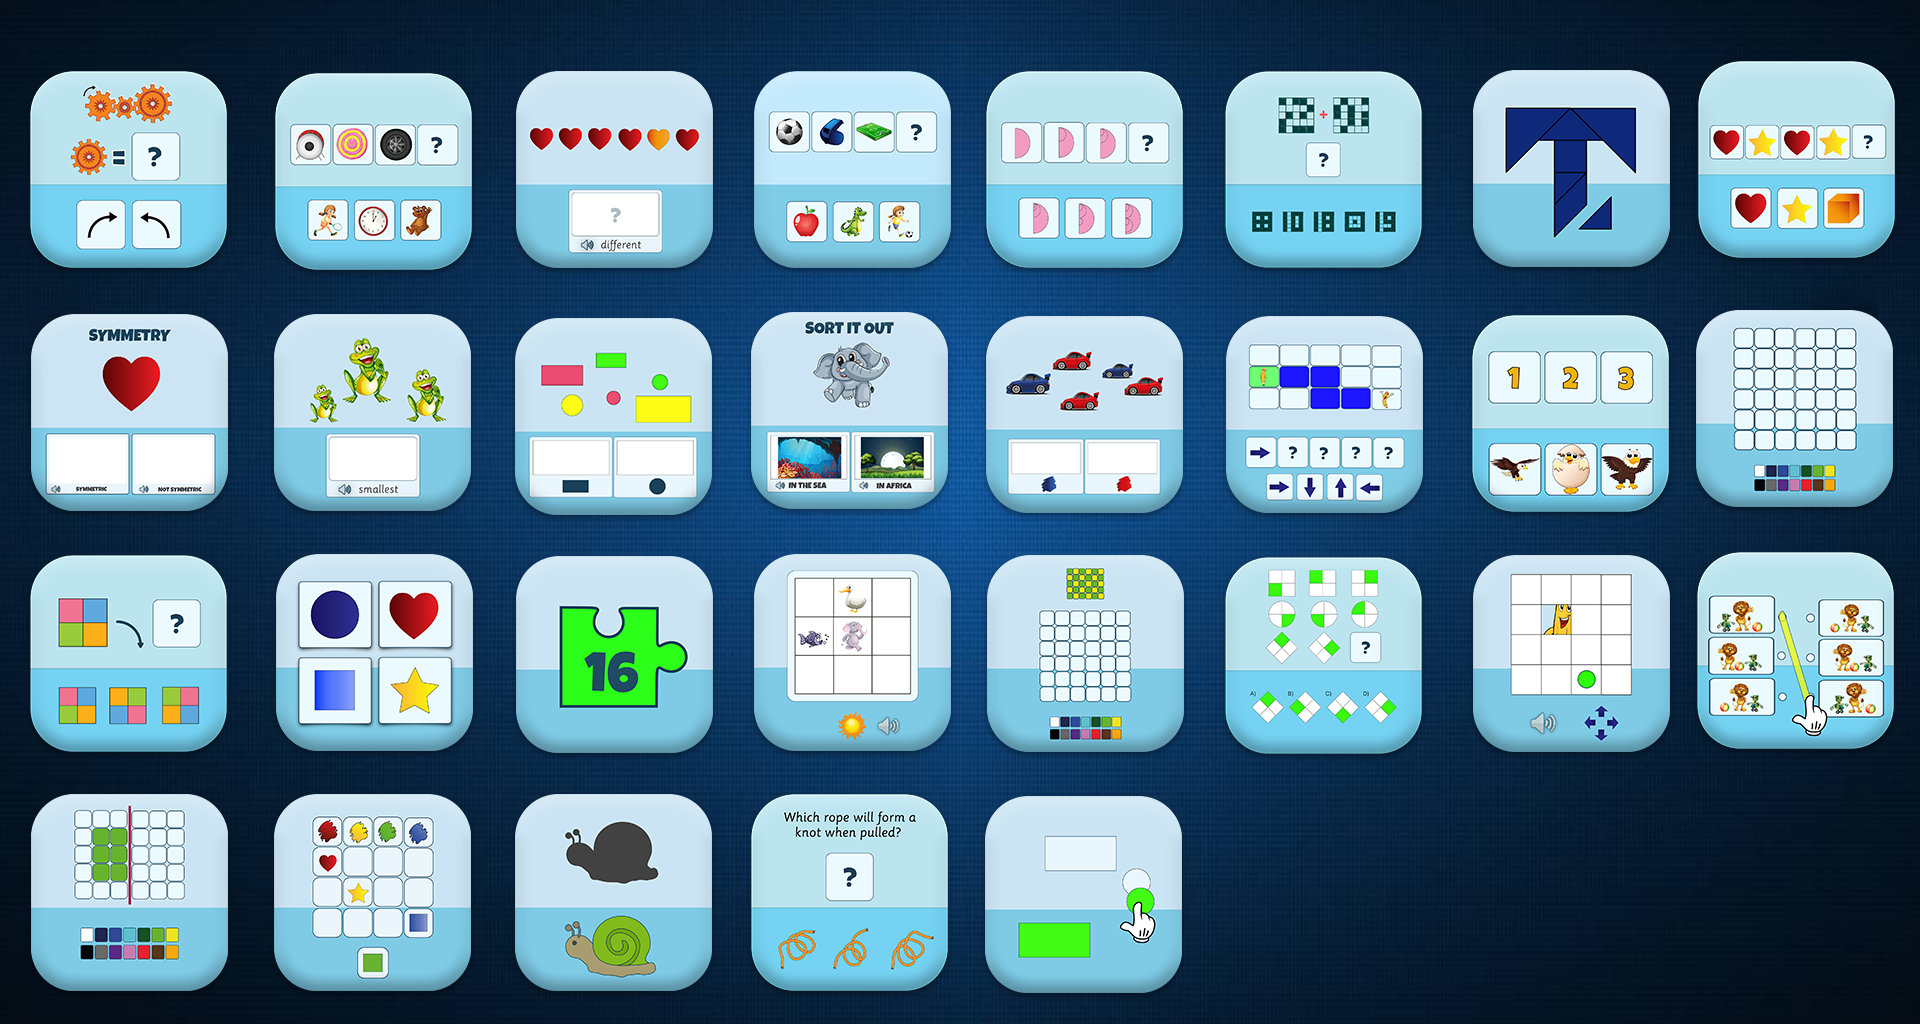 = ?
?
?
different
?
?
+
?
?
SYMMETRY
SYMMETRIC
NOT SYMMETRIC
smallest
SORT IT OUT
IN THE SEA
IN AFRICA
? ? ? ?
1 2 3
?
16
?
A) B) C) D)
Which rope will form a
knot when pulled?
?